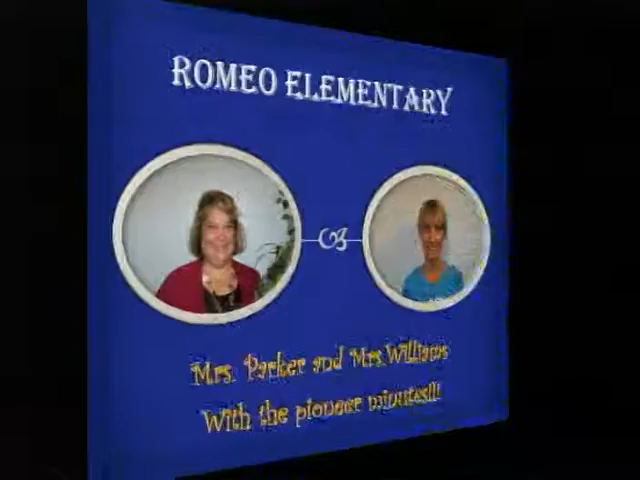 ROMEO ELEMENTARY
Mrs. Parker and Mrs.Williams
With the pioneer minutes!!!